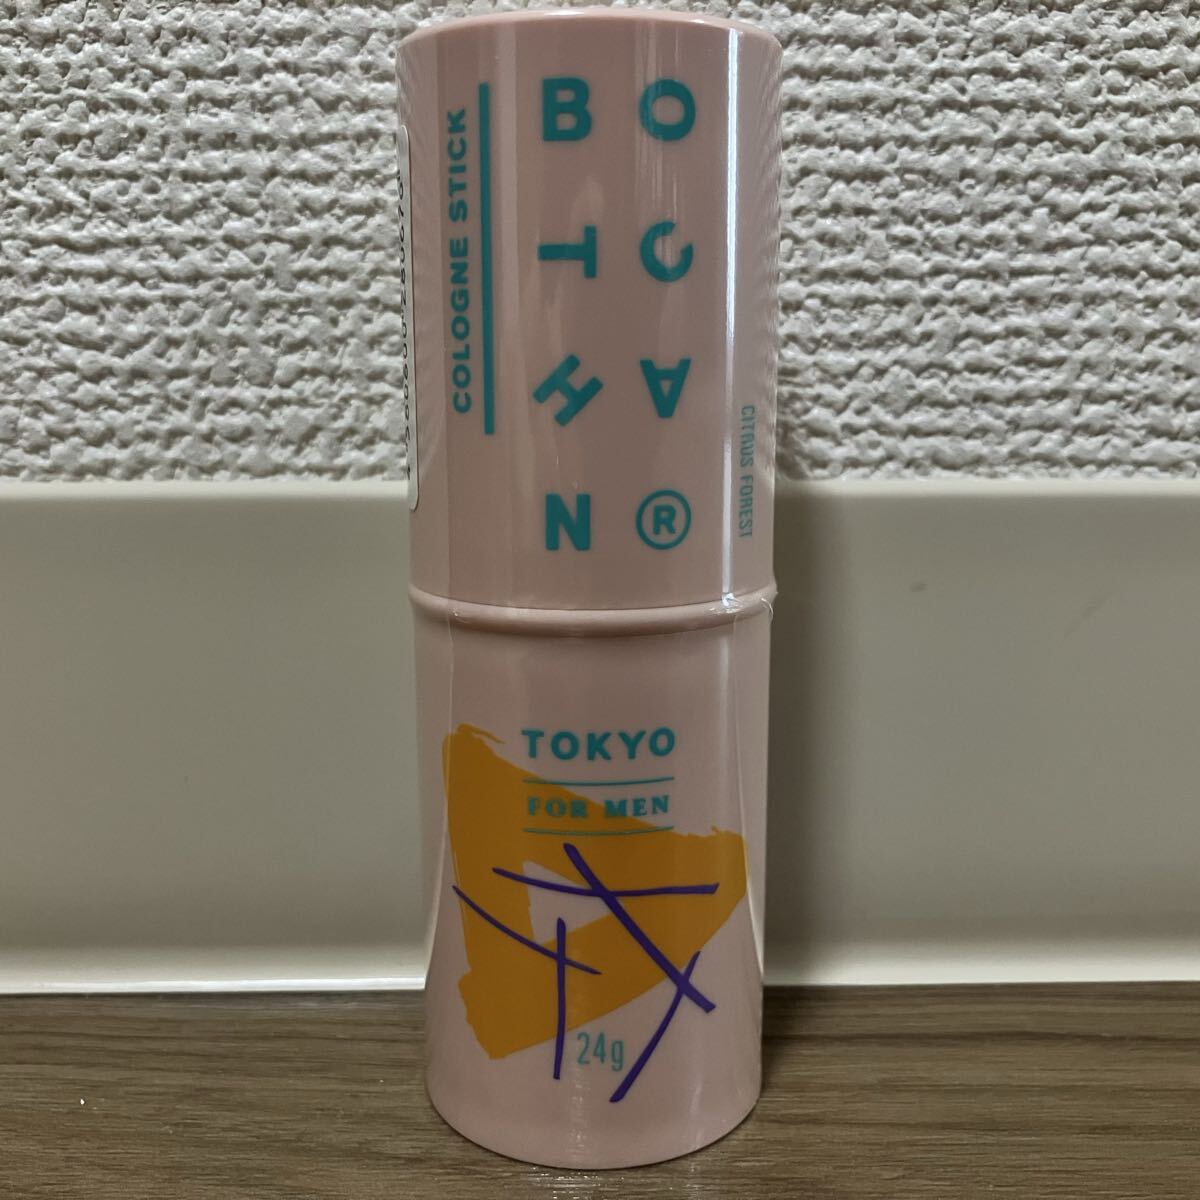 BOTCHAN®
COLOGNE STICK
CITRUS FOREST
TOKYO
FOR MEN
24g